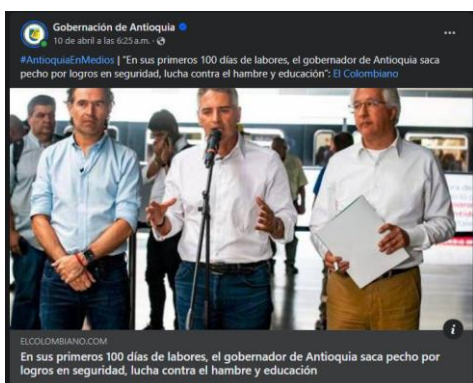 Gobernación de Antioquia
10 de abril a las 6:25 a.m. ·
#AntioquiaEnMedios | "En sus primeros 100 días de labores, el gobernador de Antioquia saca
pecho por logros en seguridad, lucha contra el hambre y educación": El Colombiano
ELCOLOMBIANO.COM
En sus primeros 100 días de labores, el gobernador de Antioquia saca pecho por
logros en seguridad, lucha contra el hambre y educación